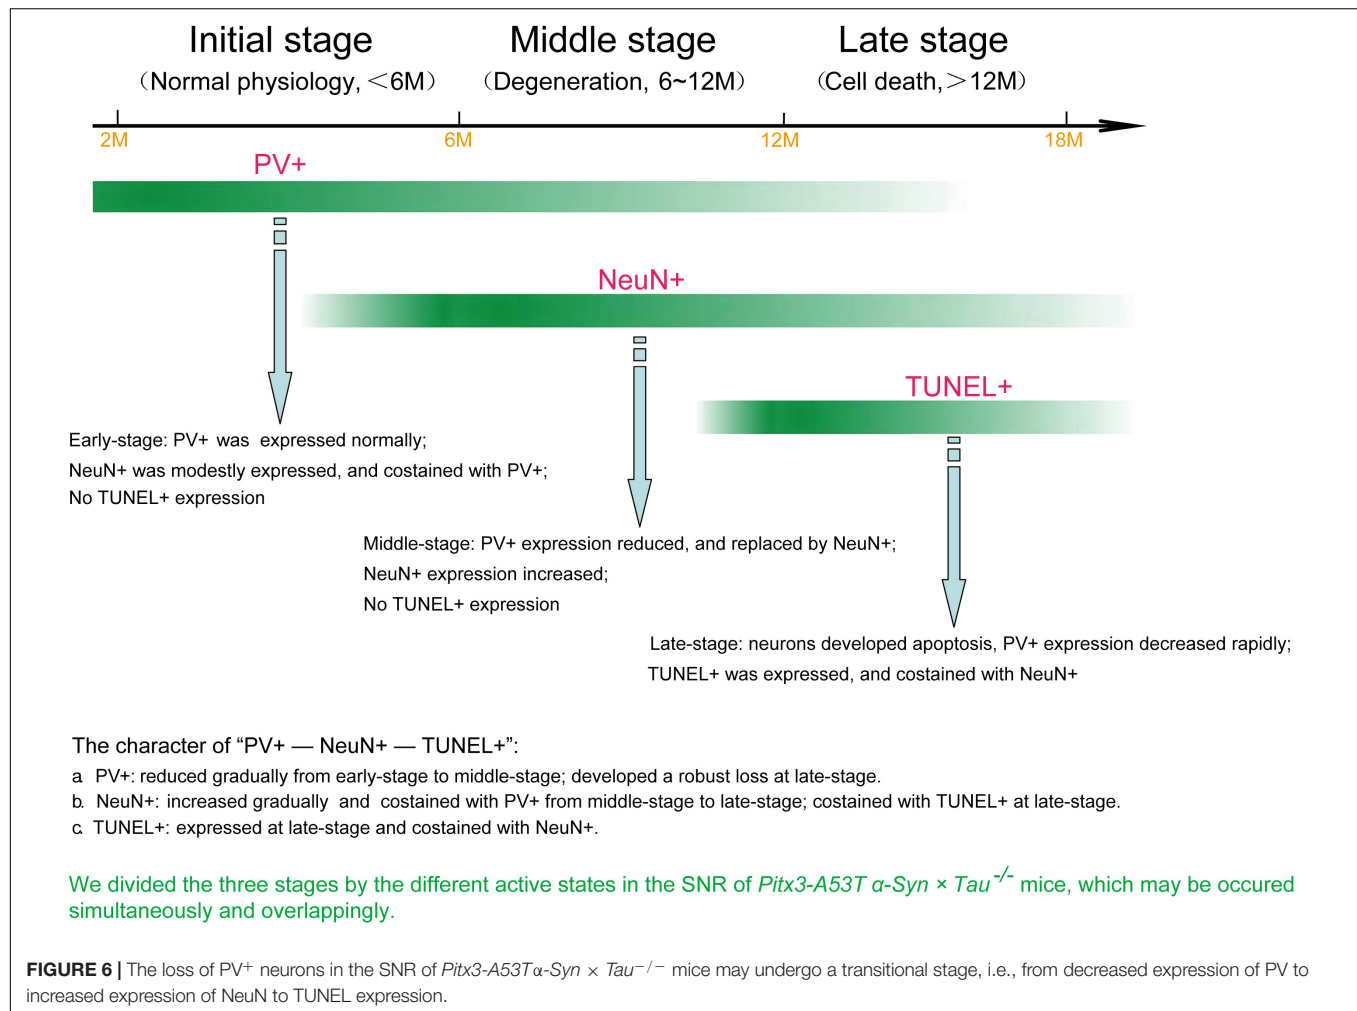 Initial stage
Middle stage
Late stage
（Normal physiology, ＜6M）
（Degeneration, 6~12M）
（Cell death,＞12M）
2M
6M
12M
18M
PV+
NeuN+
TUNEL+
Early-stage: PV+ was expressed normally;
NeuN+ was modestly expressed, and costained with PV+;
No TUNEL+ expression
Middle-stage: PV+ expression reduced, and replaced by NeuN+;
NeuN+ expression increased;
No TUNEL+ expression
Late-stage: neurons developed apoptosis, PV+ expression decreased rapidly;
TUNEL+ was expressed, and costained with NeuN+
The character of “PV+ — NeuN+ — TUNEL+”:
a. PV+: reduced gradually from early-stage to middle-stage; developed a robust loss at late-stage.
b. NeuN+: increased gradually and costained with PV+ from middle-stage to late-stage; costained with TUNEL+ at late-stage.
c. TUNEL+: expressed at late-stage and costained with NeuN+.
We divided the three stages by the different active states in the SNR of Pitx3-A53T α-Syn × Tau-/- mice, which may be occured
simultaneously and overlappingly.
FIGURE 6 | The loss of PV+ neurons in the SNR of Pitx3-A53Tα-Syn × Tau−/− mice may undergo a transitional stage, i.e., from decreased expression of PV to
increased expression of NeuN to TUNEL expression.